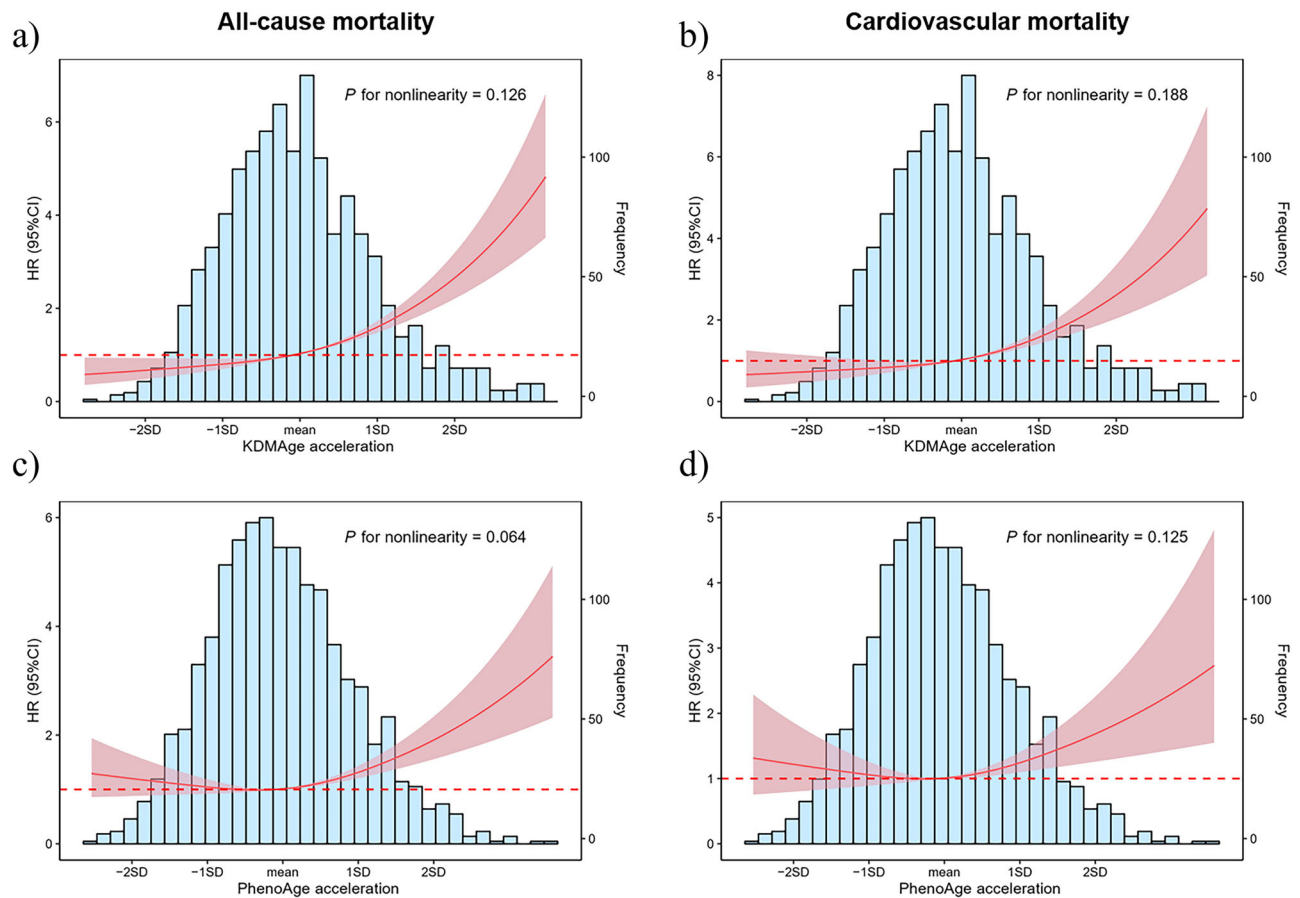 All-cause mortality
Cardiovascular mortality
a)
P for nonlinearity = 0.126
HR (95%CI)
6
4
2
0
100
50
0
Frequency
−2SD −1SD mean 1SD 2SD
KDMAge acceleration
b)
P for nonlinearity = 0.188
HR (95%CI)
8
6
4
2
0
100
50
0
Frequency
−2SD −1SD mean 1SD 2SD
KDMAge acceleration
c)
P for nonlinearity = 0.064
HR (95%CI)
6
4
2
0
100
50
0
Frequency
−2SD −1SD mean 1SD 2SD
PhenoAge acceleration
d)
P for nonlinearity = 0.125
HR (95%CI)
5
4
3
2
1
0
100
50
0
Frequency
−2SD −1SD mean 1SD 2SD
PhenoAge acceleration